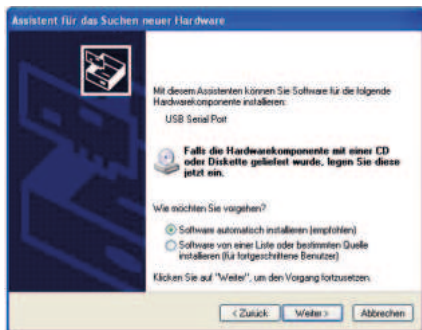 Assistent für das Suchen neuer Hardware
Mit diesem Assistenten können Sie Software für die folgende
Hardwarekomponente installieren:
USB Serial Port
Falls die Hardwarekomponente mit einer CD
oder Diskette geliefert wurde, legen Sie diese
jetzt ein.
Wie möchten Sie vorgehen?
Software automatisch installieren (empfohlen)
Software von einer Liste oder bestimmten Quelle
installieren (für fortgeschrittene Benutzer)
Klicken Sie auf "Weiter", um den Vorgang fortzusetzen.
< Zurück
Weiter >
Abbrechen